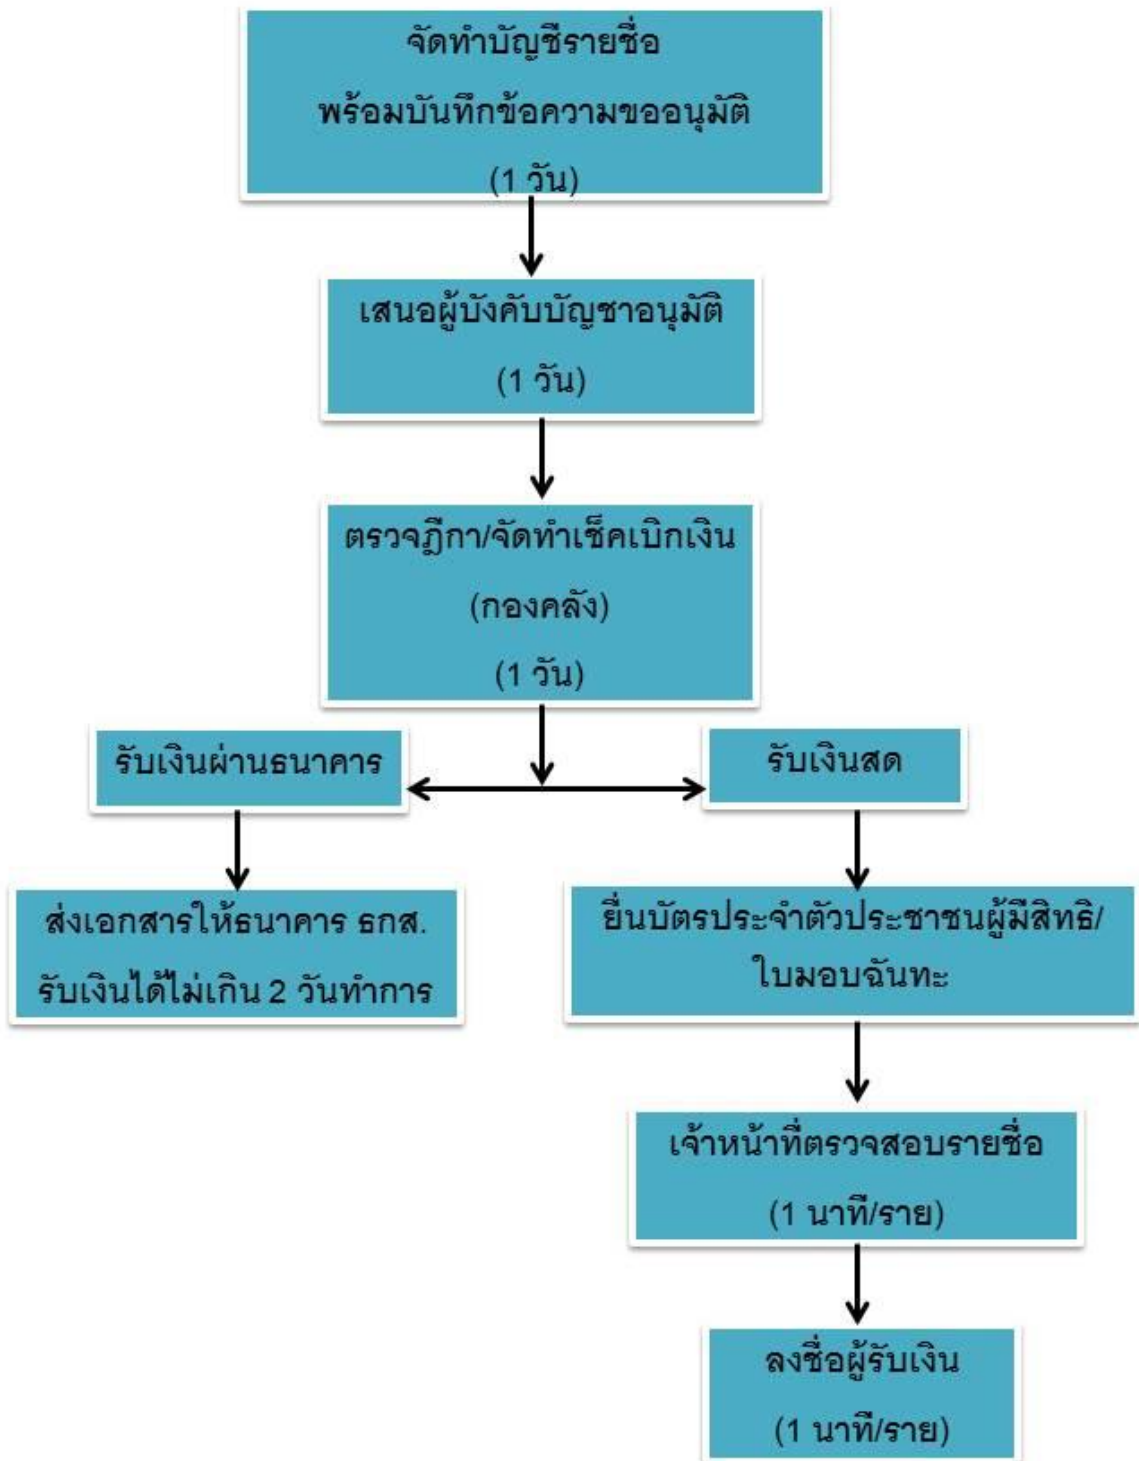 จัดทำบัญชีรายชื่อ
พร้อมบันทึกข้อความขออนุมัติ
(1 วัน)
เสนอผู้บังคับบัญชาอนุมัติ
(1 วัน)
ตรวจฎีกา/จัดทำเช็คเบิกเงิน
(กองคลัง)
(1 วัน)
รับเงินผ่านธนาคาร
รับเงินสด
ส่งเอกสารให้ธนาคาร ธกส.
รับเงินได้ไม่เกิน 2 วันทำการ
ยื่นบัตรประจำตัวประชาชนผู้มีสิทธิ/
ใบมอบฉันทะ
เจ้าหน้าที่ตรวจสอบรายชื่อ
(1 นาที/ราย)
ลงชื่อผู้รับเงิน
(1 นาที/ราย)